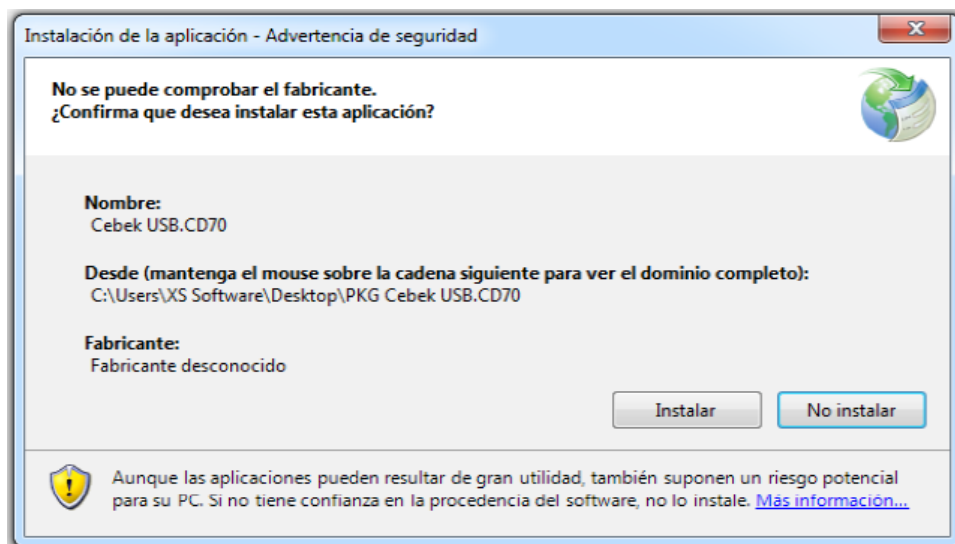 Instalación de la aplicación - Advertencia de seguridad
No se puede comprobar el fabricante.
¿Confirma que desea instalar esta aplicación?
Nombre:
Cebek USB.CD70
Desde (mantenga el mouse sobre la cadena siguiente para ver el dominio completo):
C:\Users\XS Software\Desktop\PKG Cebek USB.CD70
Fabricante:
Fabricante desconocido
Instalar No instalar
Aunque las aplicaciones pueden resultar de gran utilidad, también suponen un riesgo potencial
para su PC. Si no tiene confianza en la procedencia del software, no lo instale. Más información...